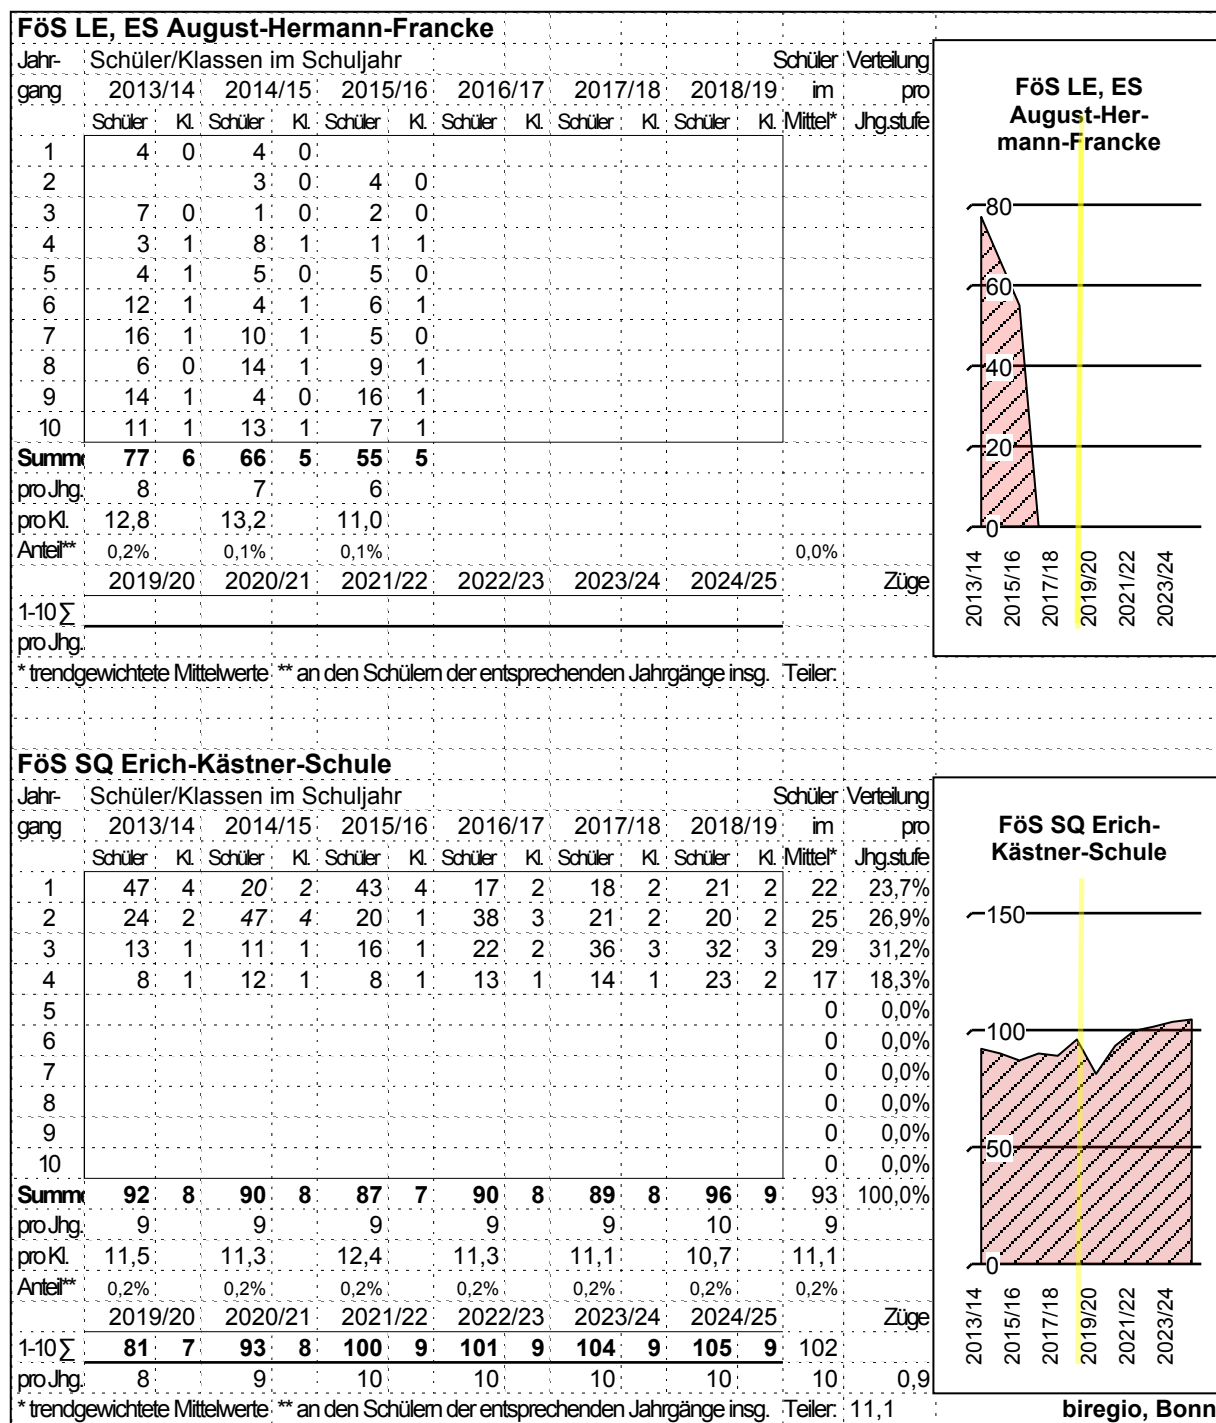 FöS LE, ES August-Hermann-Francke
Jahr- Schüler/Klassen im Schuljahr Schüler Verteilung
gang 2013/14 2014/15 2015/16 2016/17 2017/18 2018/19 im pro
Schüler Kl. Schüler Kl. Schüler Kl. Schüler Kl. Schüler Kl. Schüler Kl. Mittel* Jhg.stufe
1 4 0 4 0
2 3 0 4 0
3 7 0 1 0 2 0
4 3 1 8 1 1 1
5 4 1 5 0 5 0
6 12 1 4 1 6 1
7 16 1 10 1 5 0
8 6 0 14 1 9 1
9 14 1 4 0 16 1
10 11 1 13 1 7 1
Summe 77 6 66 5 55 5
pro Jhg. 8 7 6
pro Kl. 12,8 13,2 11,0
Anteil** 0,2% 0,1% 0,1% 0,0%
2019/20 2020/21 2021/22 2022/23 2023/24 2024/25 Züge
1-10 ∑
pro Jhg.
* trendgewichtete Mittelwerte ** an den Schülern der entsprechenden Jahrgänge insg. Teiler:
FöS LE, ES
August-Her-
mann-Francke
80
60
40
20
0
2013/14 2015/16 2017/18 2019/20 2021/22 2023/24
FöS SQ Erich-Kästner-Schule
Jahr- Schüler/Klassen im Schuljahr Schüler Verteilung
gang 2013/14 2014/15 2015/16 2016/17 2017/18 2018/19 im pro
Schüler Kl. Schüler Kl. Schüler Kl. Schüler Kl. Schüler Kl. Schüler Kl. Mittel* Jhg.stufe
1 47 4 20 2 43 4 17 2 18 2 21 2 22 23,7%
2 24 2 47 4 20 1 38 3 21 2 20 2 25 26,9%
3 13 1 11 1 16 1 22 2 36 3 32 3 29 31,2%
4 8 1 12 1 8 1 13 1 14 1 23 2 17 18,3%
5 0 0,0%
6 0 0,0%
7 0 0,0%
8 0 0,0%
9 0 0,0%
10 0 0,0%
Summe 92 8 90 8 87 7 90 8 89 8 96 9 93 100,0%
pro Jhg. 9 9 9 9 9 10 9
pro Kl. 11,5 11,3 12,4 11,3 11,1 10,7 11,1
Anteil** 0,2% 0,2% 0,2% 0,2% 0,2% 0,2% 0,2%
2019/20 2020/21 2021/22 2022/23 2023/24 2024/25 Züge
1-10 ∑ 81 7 93 8 100 9 101 9 104 9 105 9 102
pro Jhg. 8 9 10 10 10 10 10 0,9
* trendgewichtete Mittelwerte ** an den Schülern der entsprechenden Jahrgänge insg. Teiler: 11,1
FöS SQ Erich-
Kästner-Schule
150
100
50
0
2013/14 2015/16 2017/18 2019/20 2021/22 2023/24
biregio, Bonn